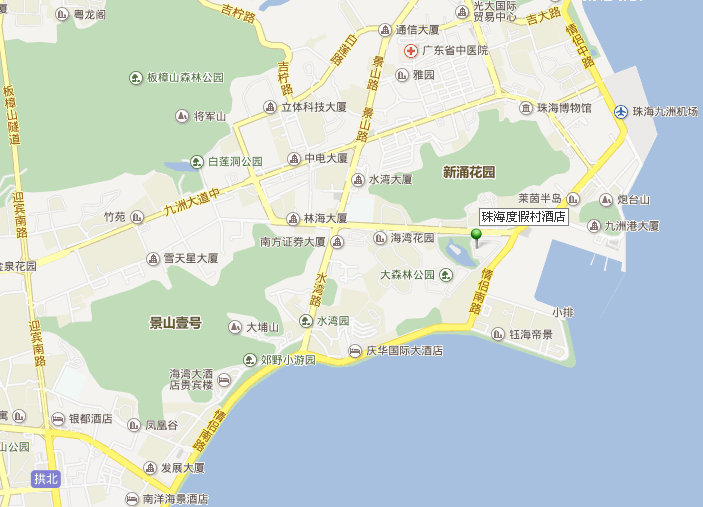 粤龙阁
吉柠路
白莲路
通信大厦
光大国际
贸易中心
吉大路
情侣中路
广东省中医院
板樟山森林公园
吉柠路
景山路
雅园
将军山
立体科技大厦
珠海博物馆
珠海九洲机场
板樟山隧道
白莲洞公园
中电大厦
水湾大厦
新涌花园
迎宾南路
九洲大道中
莱茵半岛
炮台山
竹苑
林海大厦
珠海度假村酒店
九洲港大厦
南方证券大厦
海湾花园
金泉花园
雪天星大厦
水湾路
大森林公园
情侣南路
小排
迎宾南路
景山壹号
大埔山
水湾园
钰海帝景
郊野小游园
庆华国际大酒店
海湾大酒
店贵宾楼
寓
银都酒店
凤凰谷
情侣南路
山公园
发展大厦
拱北
南洋海景酒店